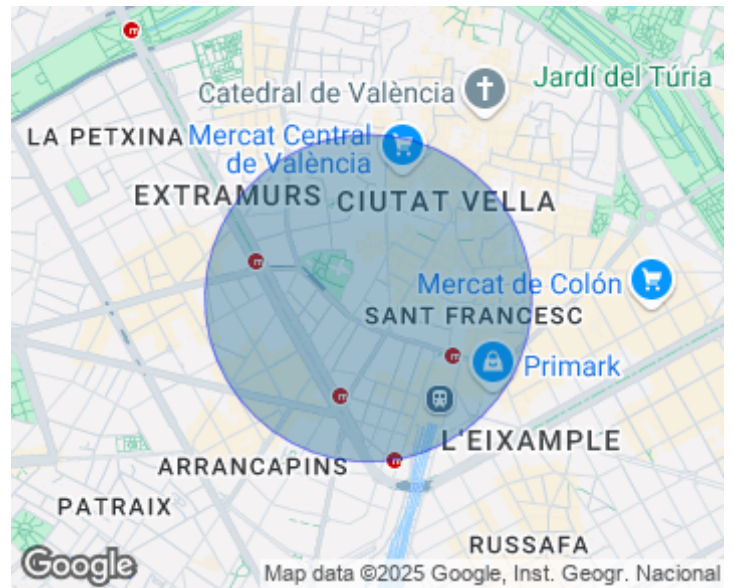 Jardí del Túria
Catedral de València
LA PETXINA
Mercat Central
de València
EXTRAMURS
CIUTAT VELLA
Mercat de Colón
SANT FRANCESC
Primark
L'EIXAMPLE
ARRANCAPINS
PATRAIX
RUSSAFA
Google
Map data ©2025 Google, Inst. Geogr. Nacional